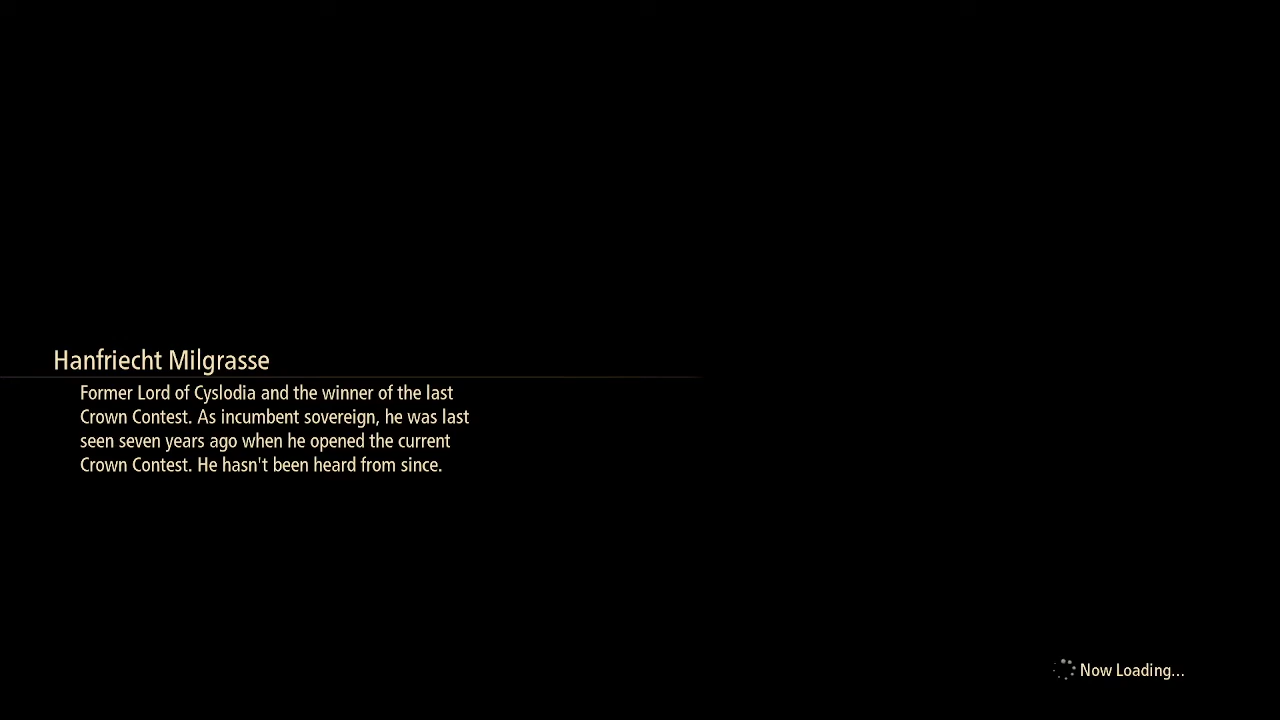 Hanfriecht Milgrasse
Former Lord of Cyslodia and the winner of the last
Crown Contest. As incumbent sovereign, he was last
seen seven years ago when he opened the current
Crown Contest. He hasn't been heard from since.
Now Loading...